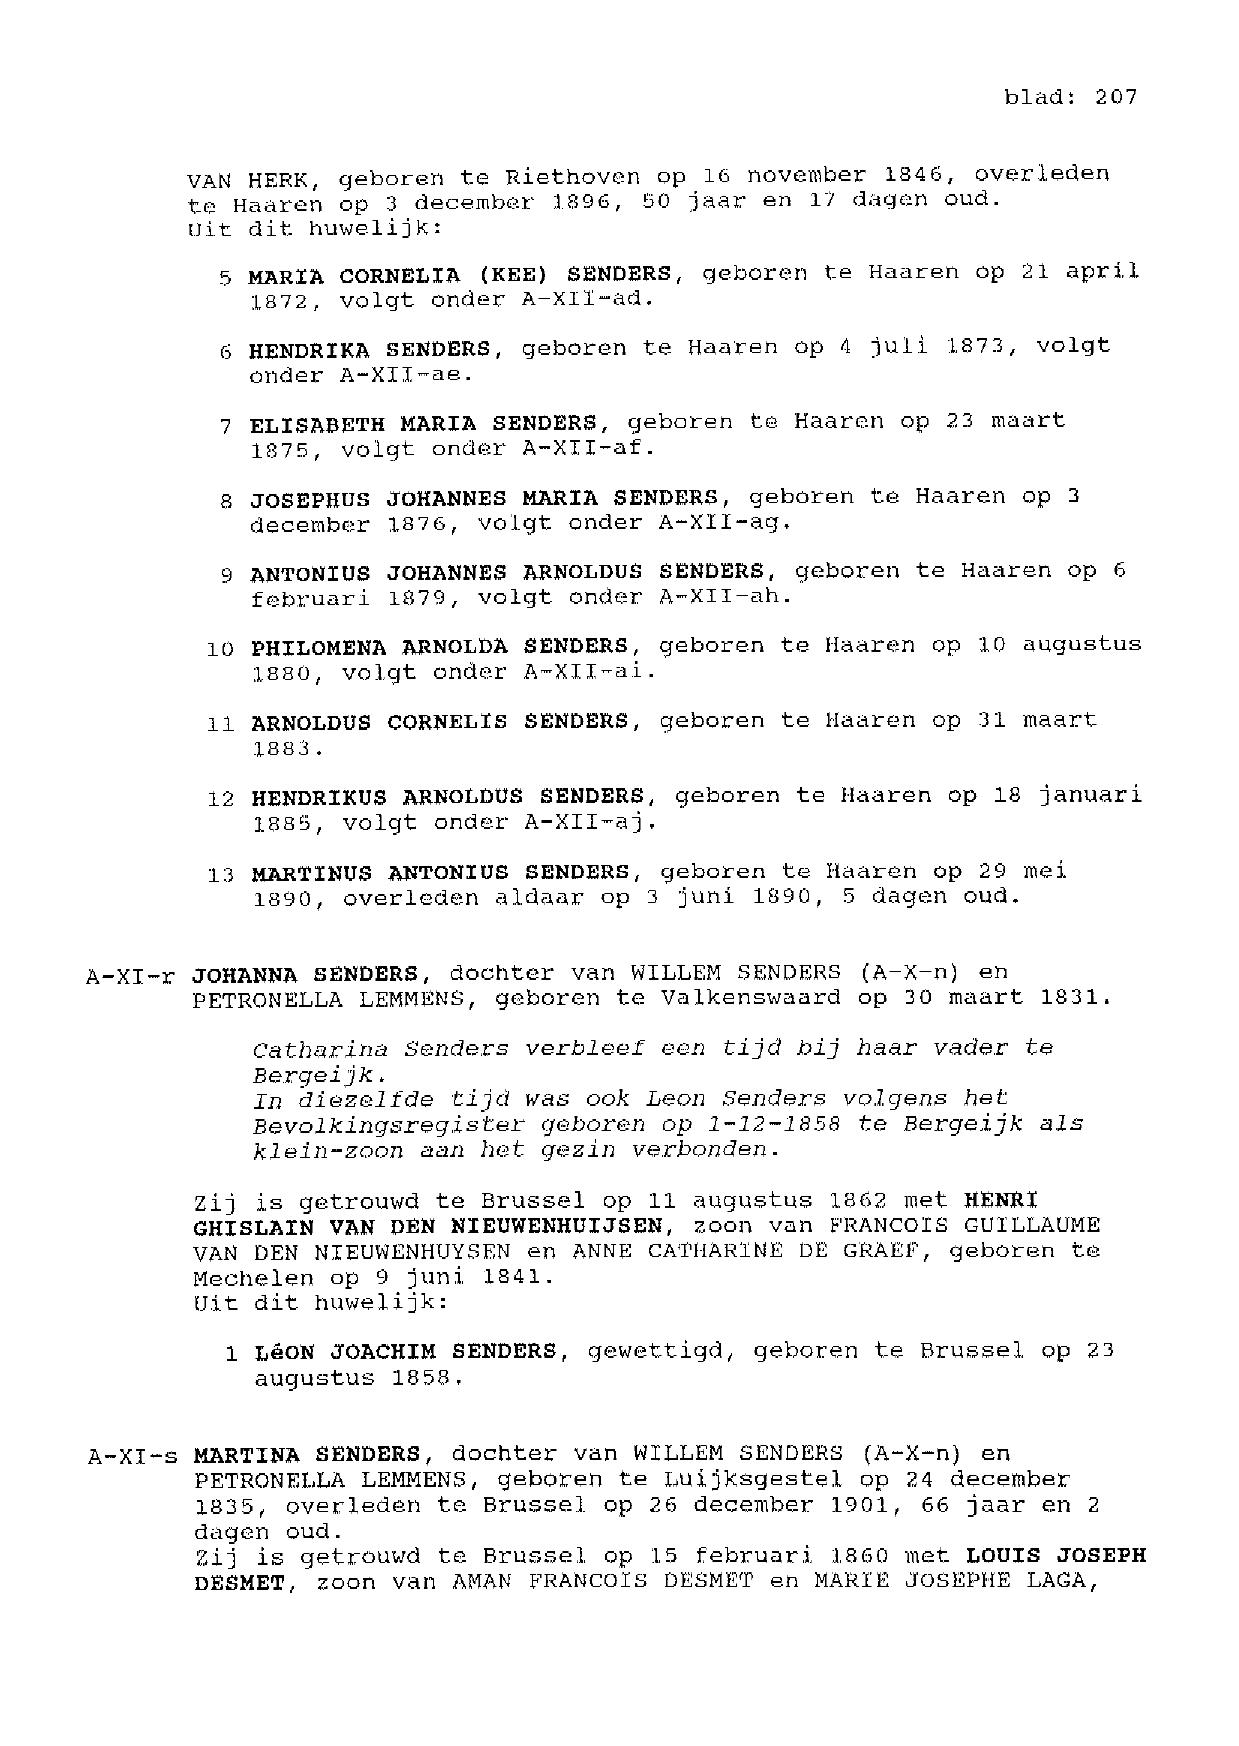 blad: 207
VAN HERK, geboren te Riethoven op 16 november 1846, overleden
te Haaren op 3 december 1896, 50 jaar en 17 dagen oud.
Uit dit huwelijk:
5 MARIA CORNELIA (KEE) SENDERS, geboren te Haaren op 21 april
1872, volgt onder A-XII-ad.
6 HENDRIKA SENDERS, geboren te Haaren op 4 juli 1873, volgt
onder A-XII-ae.
7 ELISABETH MARIA SENDERS, geboren te Haaren op 23 maart
1875, volgt onder A-XII-af.
8 JOSEPHUS JOHANNES MARIA SENDERS, geboren te Haaren op 3
december 1876, volgt onder A-XII-ag.
9 ANTONIUS JOHANNES ARNOLDUS SENDERS, geboren te Haaren op 6
februari 1879, volgt onder A-XII-ah.
10 PHILOMENA ARNOLDA SENDERS, geboren te Haaren op 10 augustus
1880, volgt onder A-XII-ai.
11 ARNOLDUS CORNELIS SENDERS, geboren te Haaren op 31 maart
1883.
12 HENDRIKUS ARNOLDUS SENDERS, geboren te Haaren op 18 januari
1885, volgt onder A-XII-aj.
13 MARTINUS ANTONIUS SENDERS, geboren te Haaren op 29 mei
1890, overleden aldaar op 3 juni 1890, 5 dagen oud.
A-XI-r JOHANNA SENDERS, dochter van WILLEM SENDERS (A-X-n) en
PETRONELLA LEMMENS, geboren te Valkenswaard op 30 maart 1831.
Catharina Senders verbleef een tijd bij haar vader te
Bergeijk.
In diezelfde tijd was ook Leon Senders volgens het
Bevolkingsregister geboren op 1-12-1858 te Bergeijk als
klein-zoon aan het gezin verbonden.
Zij is getrouwd te Brussel op 11 augustus 1862 met HENRI
GHISLAIN VAN DEN NIEUWENHUIJSEN, zoon van FRANCOIS GUILLAUME
VAN DEN NIEUWENHUYSEN en ANNE CATHARINE DE GRAEF, geboren te
Mechelen op 9 juni 1841.
Uit dit huwelijk:
1 LéON JOACHIM SENDERS, gewettigd, geboren te Brussel op 23
augustus 1858.
A-XI-s MARTINA SENDERS, dochter van WILLEM SENDERS (A-X-n) en
PETRONELLA LEMMENS, geboren te Luijksgestel op 24 december
1835, overleden te Brussel op 26 december 1901, 66 jaar en 2
dagen oud.
Zij is getrouwd te Brussel op 15 februari 1860 met LOUIS JOSEPH
DESMET, zoon van AMAN FRANCOIS DESMET en MARIE JOSEPHE LAGA,